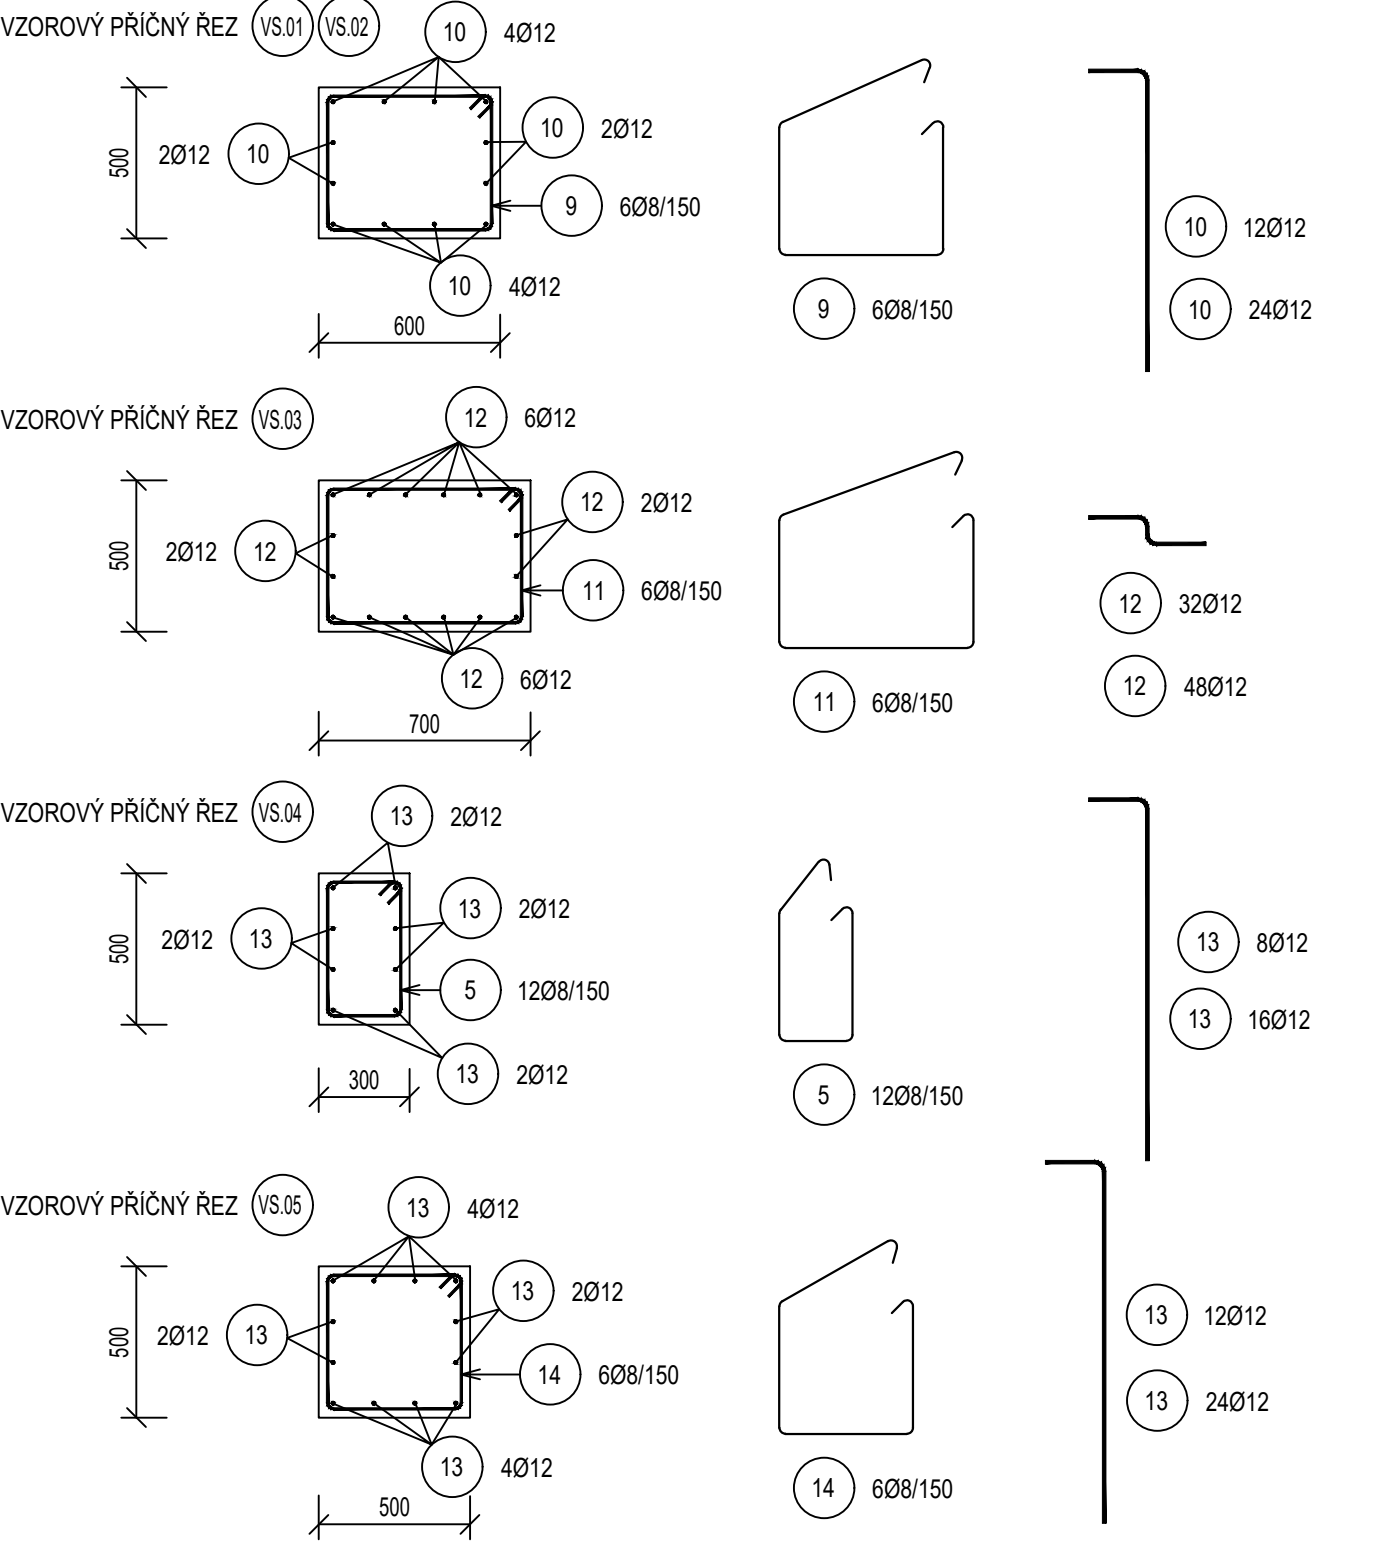 VZOROVÝ PŘÍČNÝ ŘEZ VS.01 VS.02
10 4Ø12
10 2Ø12
2Ø12 10
500
9 6Ø8/150
10 4Ø12
600
9 6Ø8/150
10 12Ø12
10 24Ø12
VZOROVÝ PŘÍČNÝ ŘEZ VS.03
12 6Ø12
12 2Ø12
2Ø12 12
500
11 6Ø8/150
12 6Ø12
700
11 6Ø8/150
12 32Ø12
12 48Ø12
VZOROVÝ PŘÍČNÝ ŘEZ VS.04
13 2Ø12
13 2Ø12
2Ø12 13
500
5 12Ø8/150
13 2Ø12
300
5 12Ø8/150
13 8Ø12
13 16Ø12
VZOROVÝ PŘÍČNÝ ŘEZ VS.05
13 4Ø12
13 2Ø12
2Ø12 13
500
14 6Ø8/150
13 4Ø12
500
14 6Ø8/150
13 12Ø12
13 24Ø12